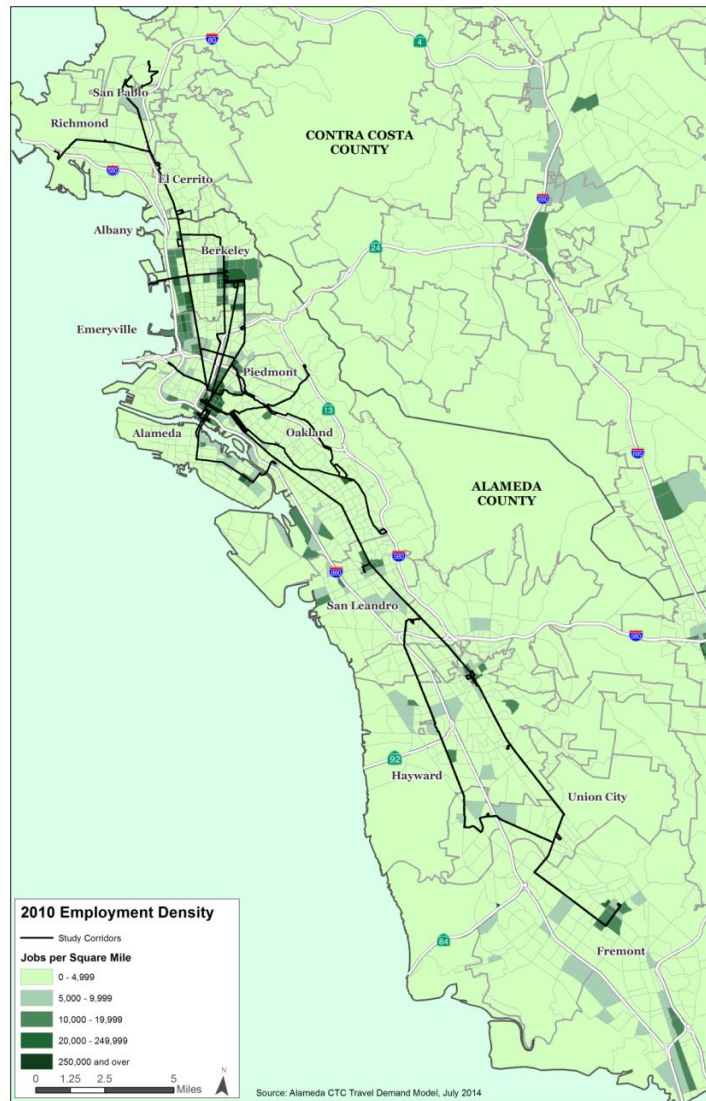 80
4
San Pablo
Richmond
CONTRA COSTA
COUNTY
580
El Cerrito
680
Albany
Berkeley
24
Emeryville
Piedmont
13
Alameda
Oakland
680
ALAMEDA
COUNTY
580
880
San Leandro
580
92
Hayward
Union City
84
Fremont
2010 Employment Density
Study Corridors
Jobs per Square Mile
0 - 4,999
5,000 - 9,999
10,000 - 19,999
20,000 - 249,999
250,000 and over
N
0 1.25 2.5 5
Miles
Source: Alameda CTC Travel Demand Model, July 2014